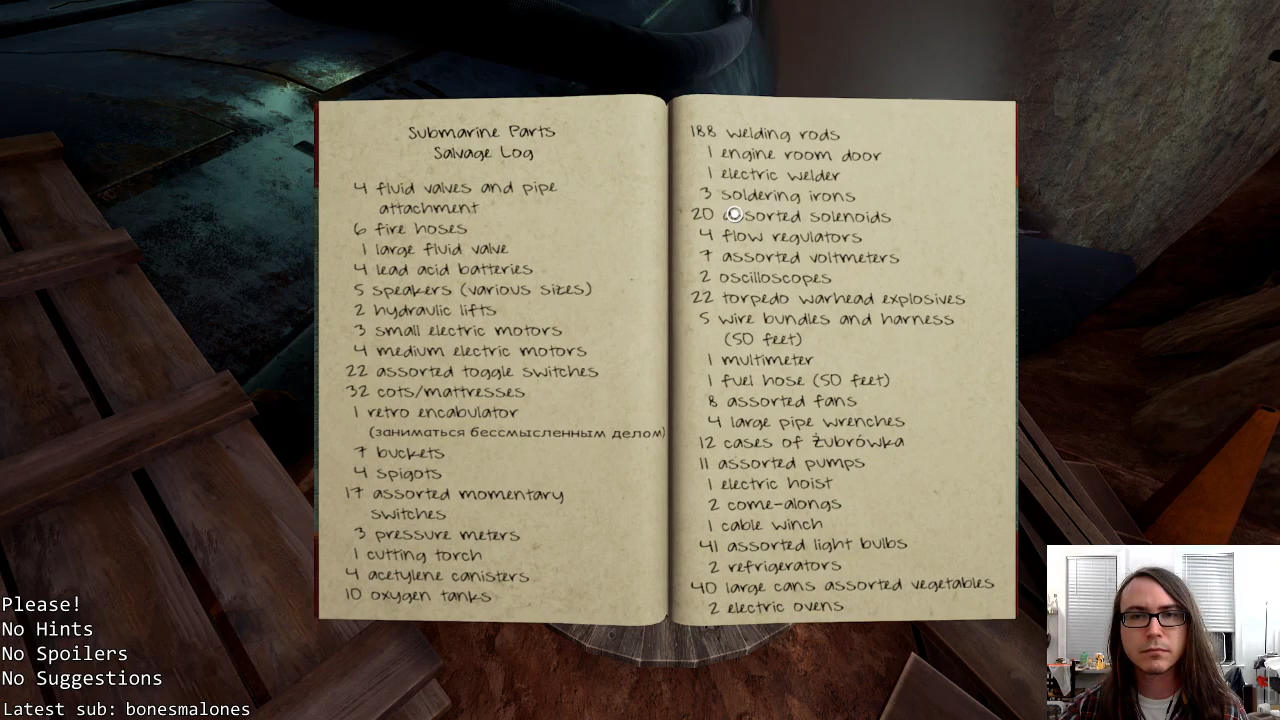 Submarine Parts
Salvage Log
4 fluid valves and pipe
attachment
6 fire hoses
1 large fluid valve
4 lead acid batteries
5 speakers (various sizes)
2 hydraulic lifts
3 small electric motors
4 medium electric motors
22 assorted toggle switches
32 cots/mattresses
1 retro encabulator
(заниматься бессмысленным делом)
7 buckets
4 spigots
17 assorted momentary
switches
3 pressure meters
1 cutting torch
4 acetylene canisters
10 oxygen tanks
188 welding rods
1 engine room door
1 electric welder
3 soldering irons
20 assorted solenoids
4 flow regulators
7 assorted voltmeters
2 oscilloscopes
22 torpedo warhead explosives
5 wire bundles and harness
(50 feet)
1 multimeter
1 fuel hose (50 feet)
8 assorted fans
4 large pipe wrenches
12 cases of Żubrówka
11 assorted pumps
1 electric hoist
2 come-alongs
1 cable winch
41 assorted light bulbs
2 refrigerators
40 large cans assorted vegetables
2 electric ovens
Please!
No Hints
No Spoilers
No Suggestions
Latest sub: bonesmalones